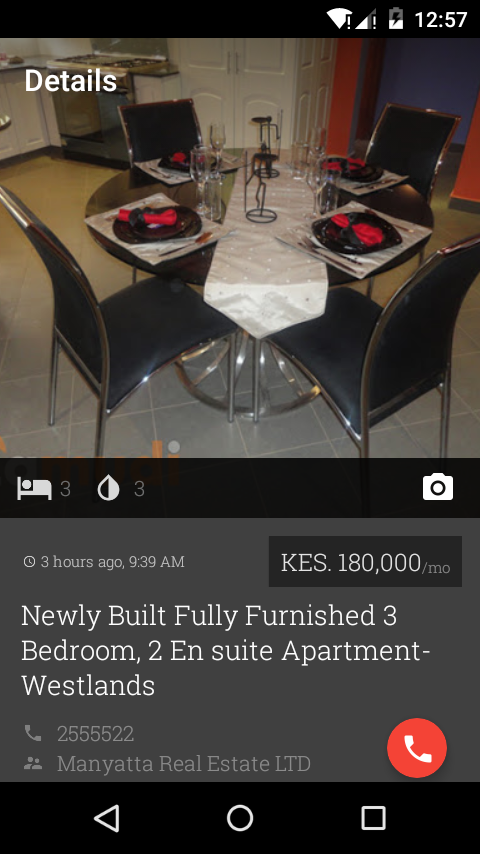 12:57
Details
3 3
3 hours ago, 9:39 AM
KES. 180,000/mo
Newly Built Fully Furnished 3
Bedroom, 2 En suite Apartment-
Westlands
2555522
Manyatta Real Estate LTD